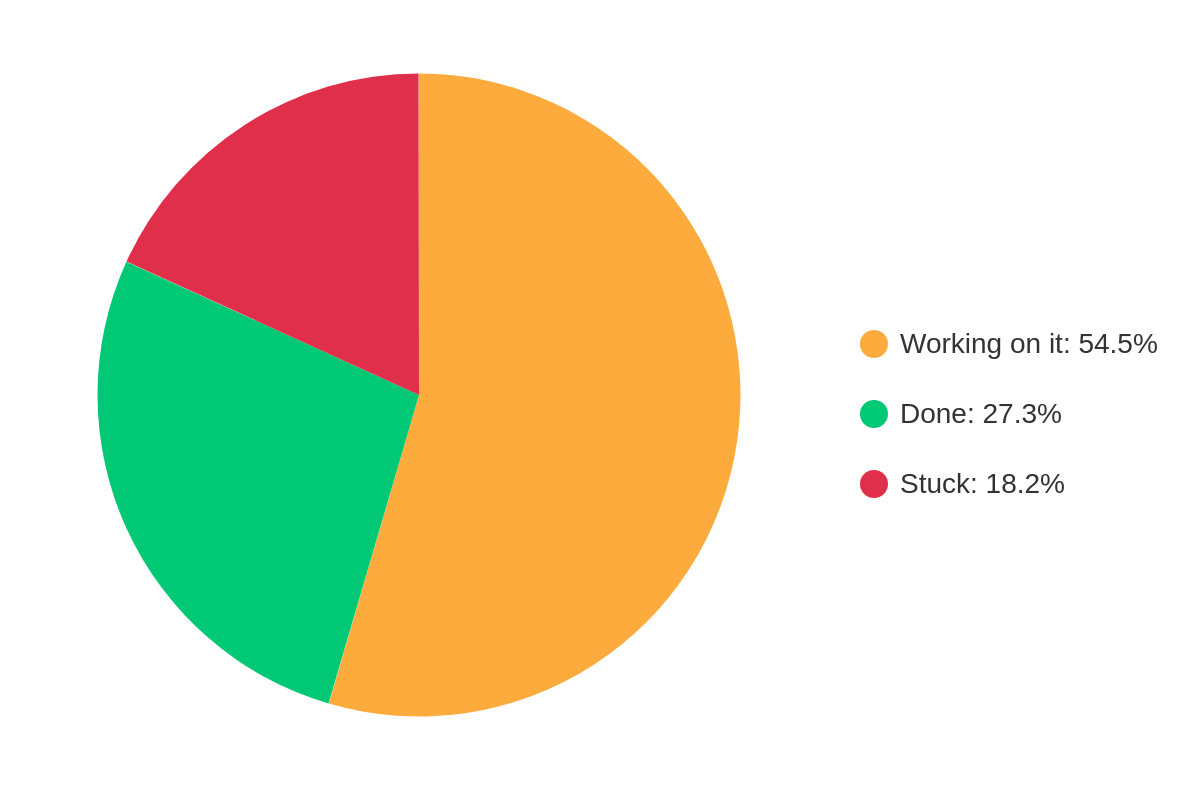 Working on it: 54.5%
Done: 27.3%
Stuck: 18.2%